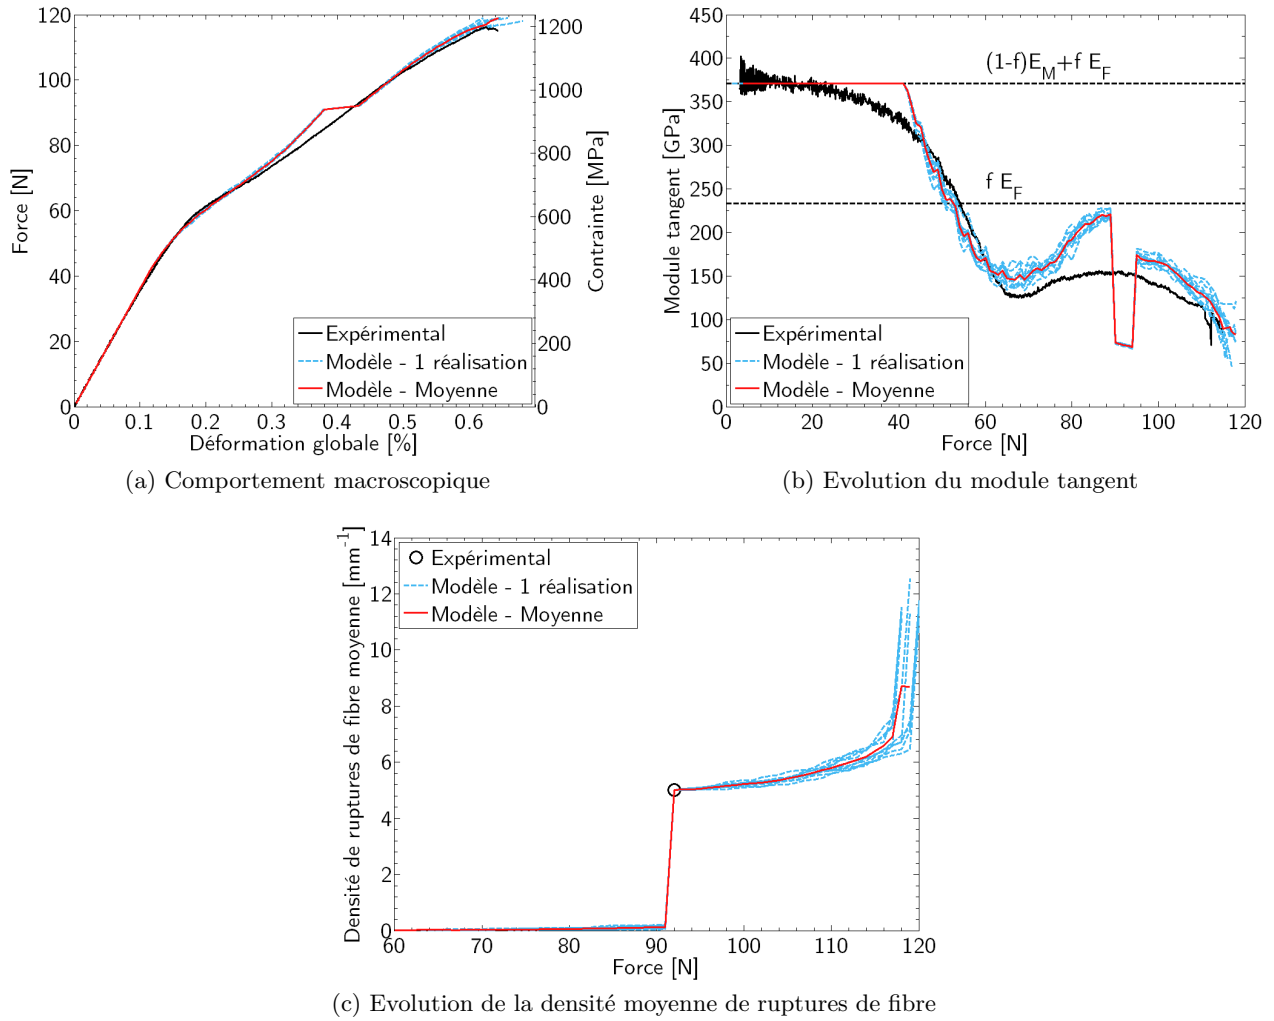 120
100
80
60
40
20
0
Force [N]
1200
1000
800
600
400
200
0
Contrainte [MPa]
Expérimental
Modèle - 1 réalisation
Modèle - Moyenne
0 0.1 0.2 0.3 0.4 0.5 0.6
Déformation globale [%]
(a) Comportement macroscopique
450
400
350
300
250
200
150
100
50
0
Module tangent [GPa]
(1-f)E_M+f E_F
f E_F
Expérimental
Modèle - 1 réalisation
Modèle - Moyenne
0 20 40 60 80 100 120
Force [N]
(b) Evolution du module tangent
14
12
10
8
6
4
2
0
Densité de ruptures de fibre moyenne [mm⁻¹]
Expérimental
Modèle - 1 réalisation
Modèle - Moyenne
60 70 80 90 100 110 120
Force [N]
(c) Evolution de la densité moyenne de ruptures de fibre